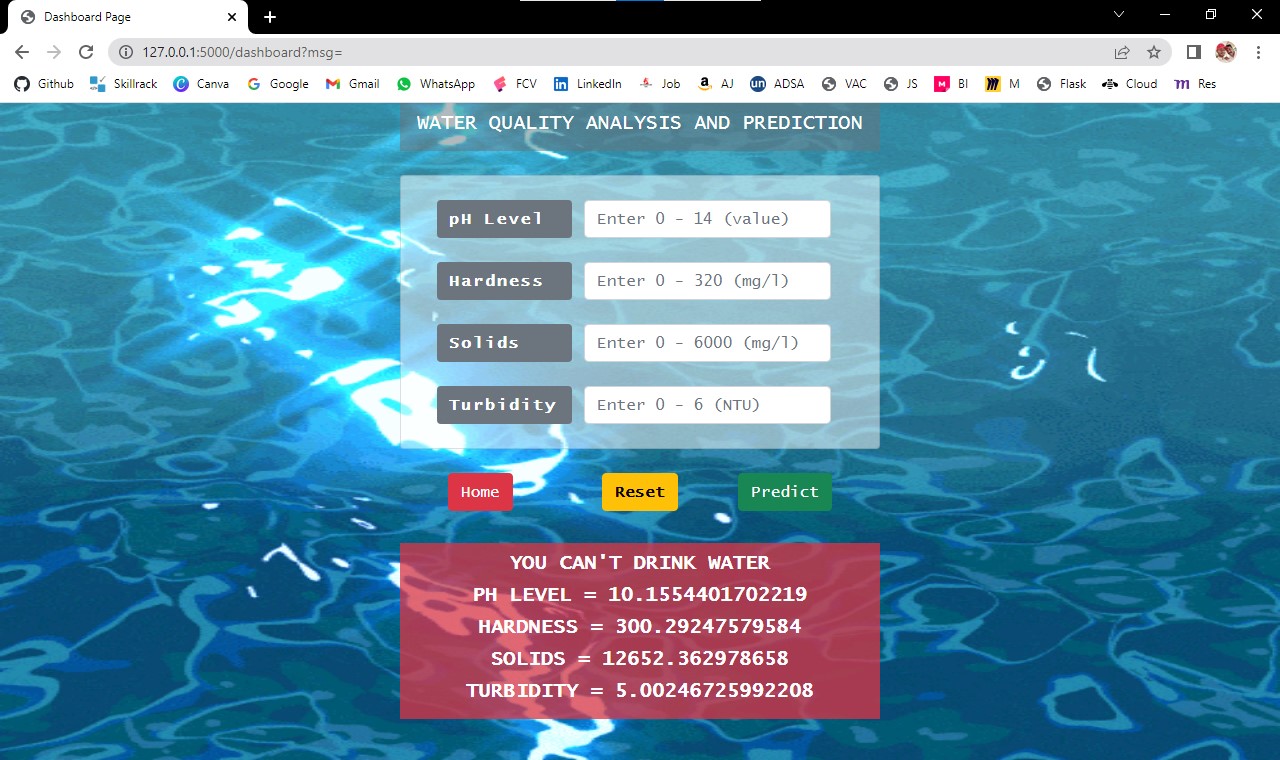 Dashboard Page
127.0.0.1:5000/dashboard?msg=
Github Skillrack Canva Google Gmail WhatsApp FCV LinkedIn Job AJ un ADSA VAC JS M BI M Flask Cloud m Res
WATER QUALITY ANALYSIS AND PREDICTION
pH Level Enter 0 - 14 (value)
Hardness Enter 0 - 320 (mg/l)
Solids Enter 0 - 6000 (mg/l)
Turbidity Enter 0 - 6 (NTU)
Home Reset Predict
YOU CAN'T DRINK WATER
PH LEVEL = 10.1554401702219
HARDNESS = 300.29247579584
SOLIDS = 12652.362978658
TURBIDITY = 5.00246725992208